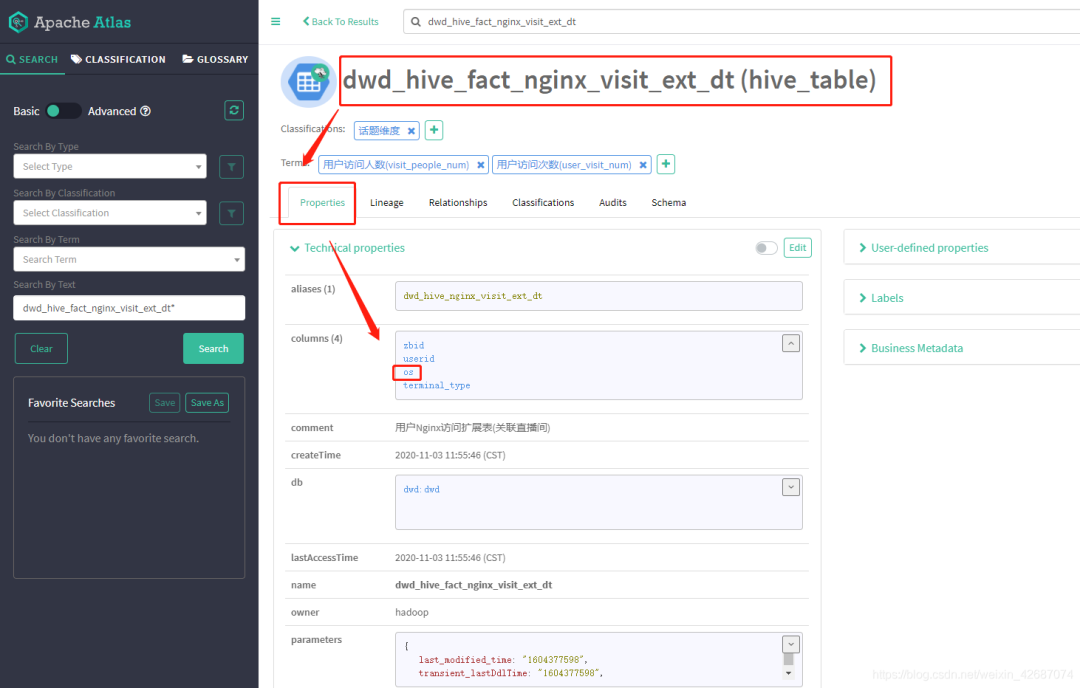 Apache Atlas
SEARCH CLASSIFICATION GLOSSARY
Basic Advanced
Search By Type
Select Type
Search By Classification
Select Classification
Search By Term
Search Term
Search By Text
dwd_hive_fact_nginx_visit_ext_dt*
Clear Search
Favorite Searches Save Save As
You don't have any favorite search.
Back To Results dwd_hive_fact_nginx_visit_ext_dt
dwd_hive_fact_nginx_visit_ext_dt (hive_table)
Classifications: 话题维度
Term 用户访问人数(visit_people_num) 用户访问次数(user_visit_num)
Properties Lineage Relationships Classifications Audits Schema
Technical properties Edit
aliases (1) dwd_hive_nginx_visit_ext_dt
columns (4) zbid
userid
os
terminal_type
comment 用户Nginx访问扩展表(关联直播间)
createTime 2020-11-03 11:55:46 (CST)
db dwd: dwd
lastAccessTime 2020-11-03 11:55:46 (CST)
name dwd_hive_fact_nginx_visit_ext_dt
owner hadoop
parameters {
last_modified_time: "1604377598",
transient_lastDdlTime: "1604377598",
User-defined properties
Labels
Business Metadata
https://blog.csdn.net/weixin_42687074